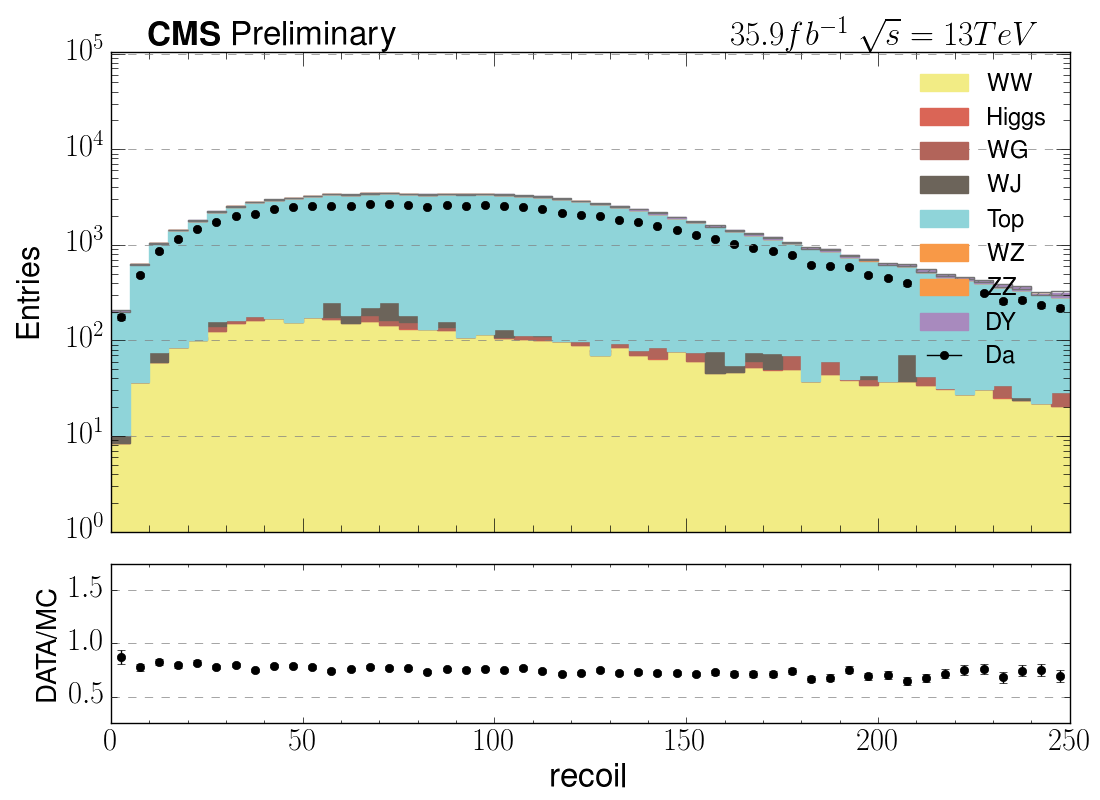 CMS Preliminary 35.9fb⁻¹ √s = 13TeV
10⁵
10⁴
10³
10²
10¹
10⁰
Entries
WW
Higgs
WG
WJ
Top
WZ
ZZ
DY
Da
1.5
1.0
0.5
DATA/MC
0 50 100 150 200 250
recoil